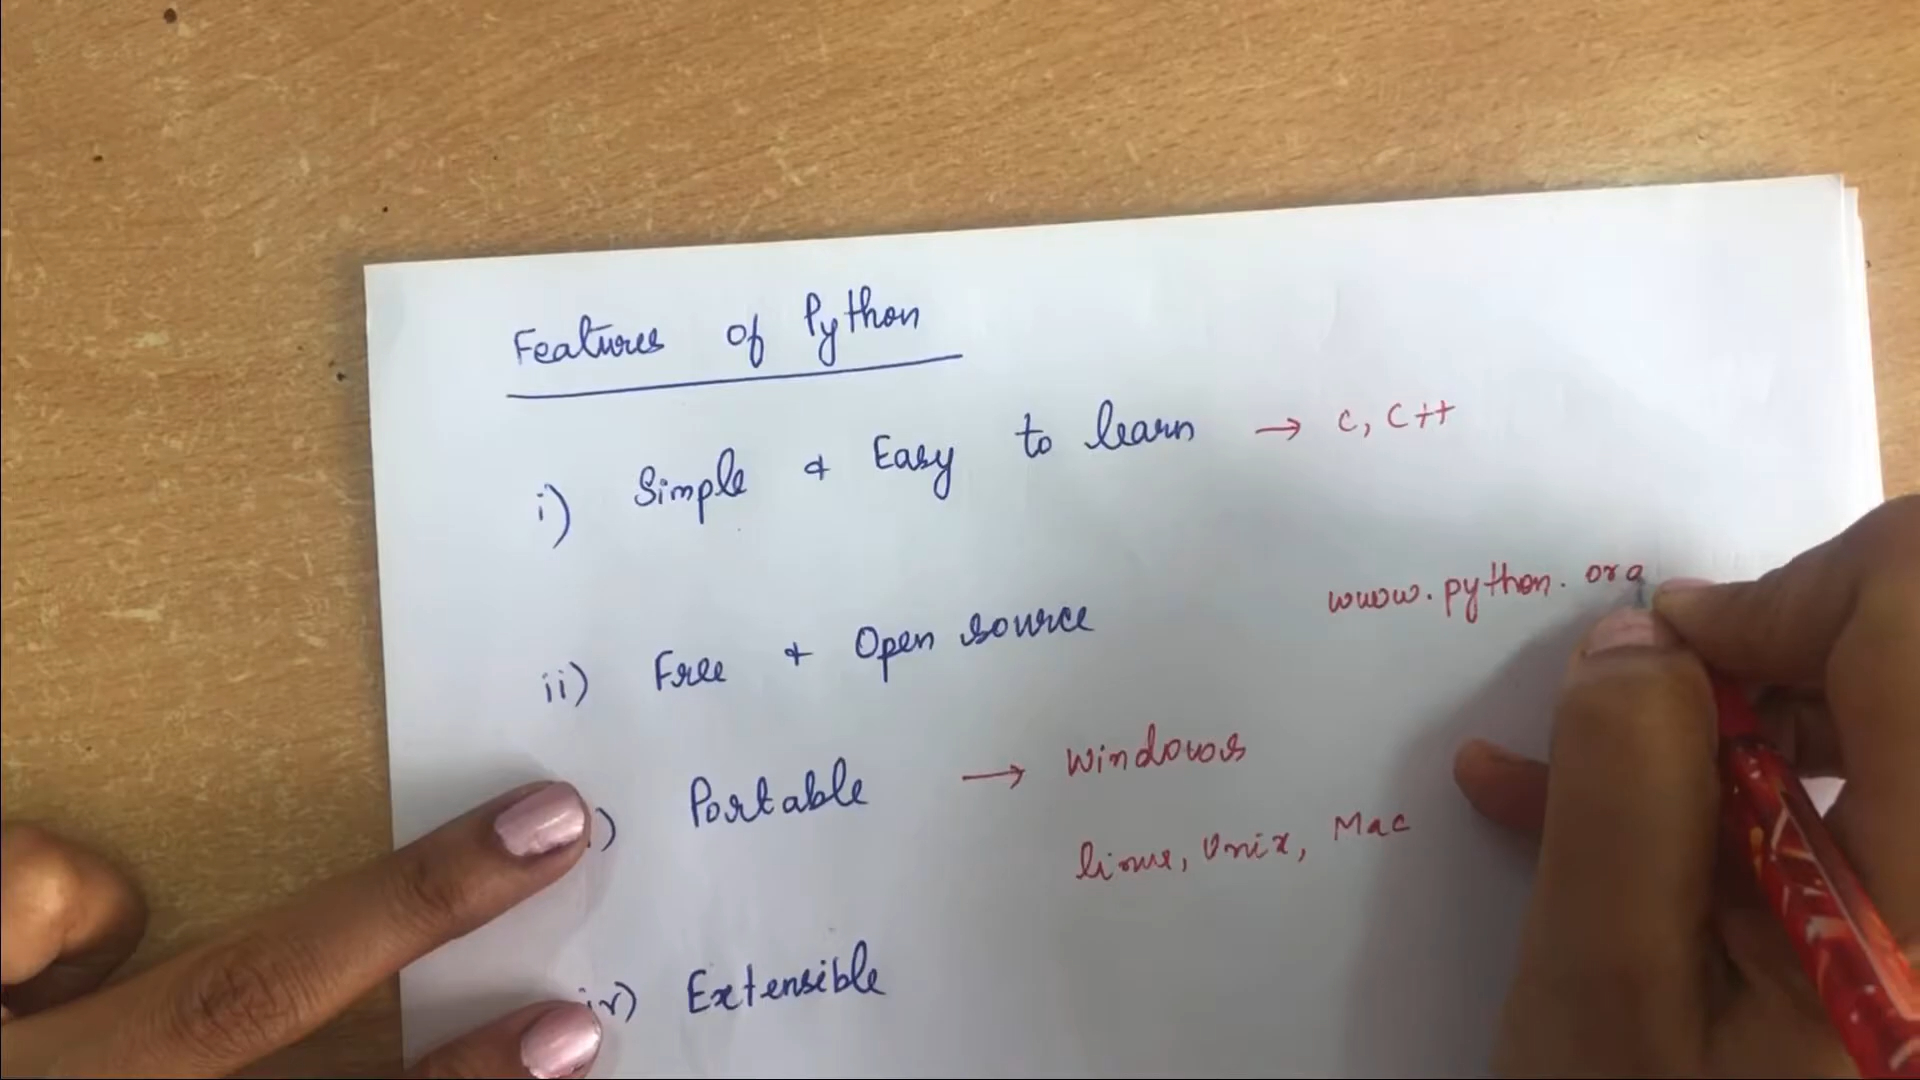 Features of Python
i) Simple & Easy to learn → C, C++
www.python.org
ii) Free & Open source
) Portable → Windows
linux, Unix, Mac
iv) Extensible